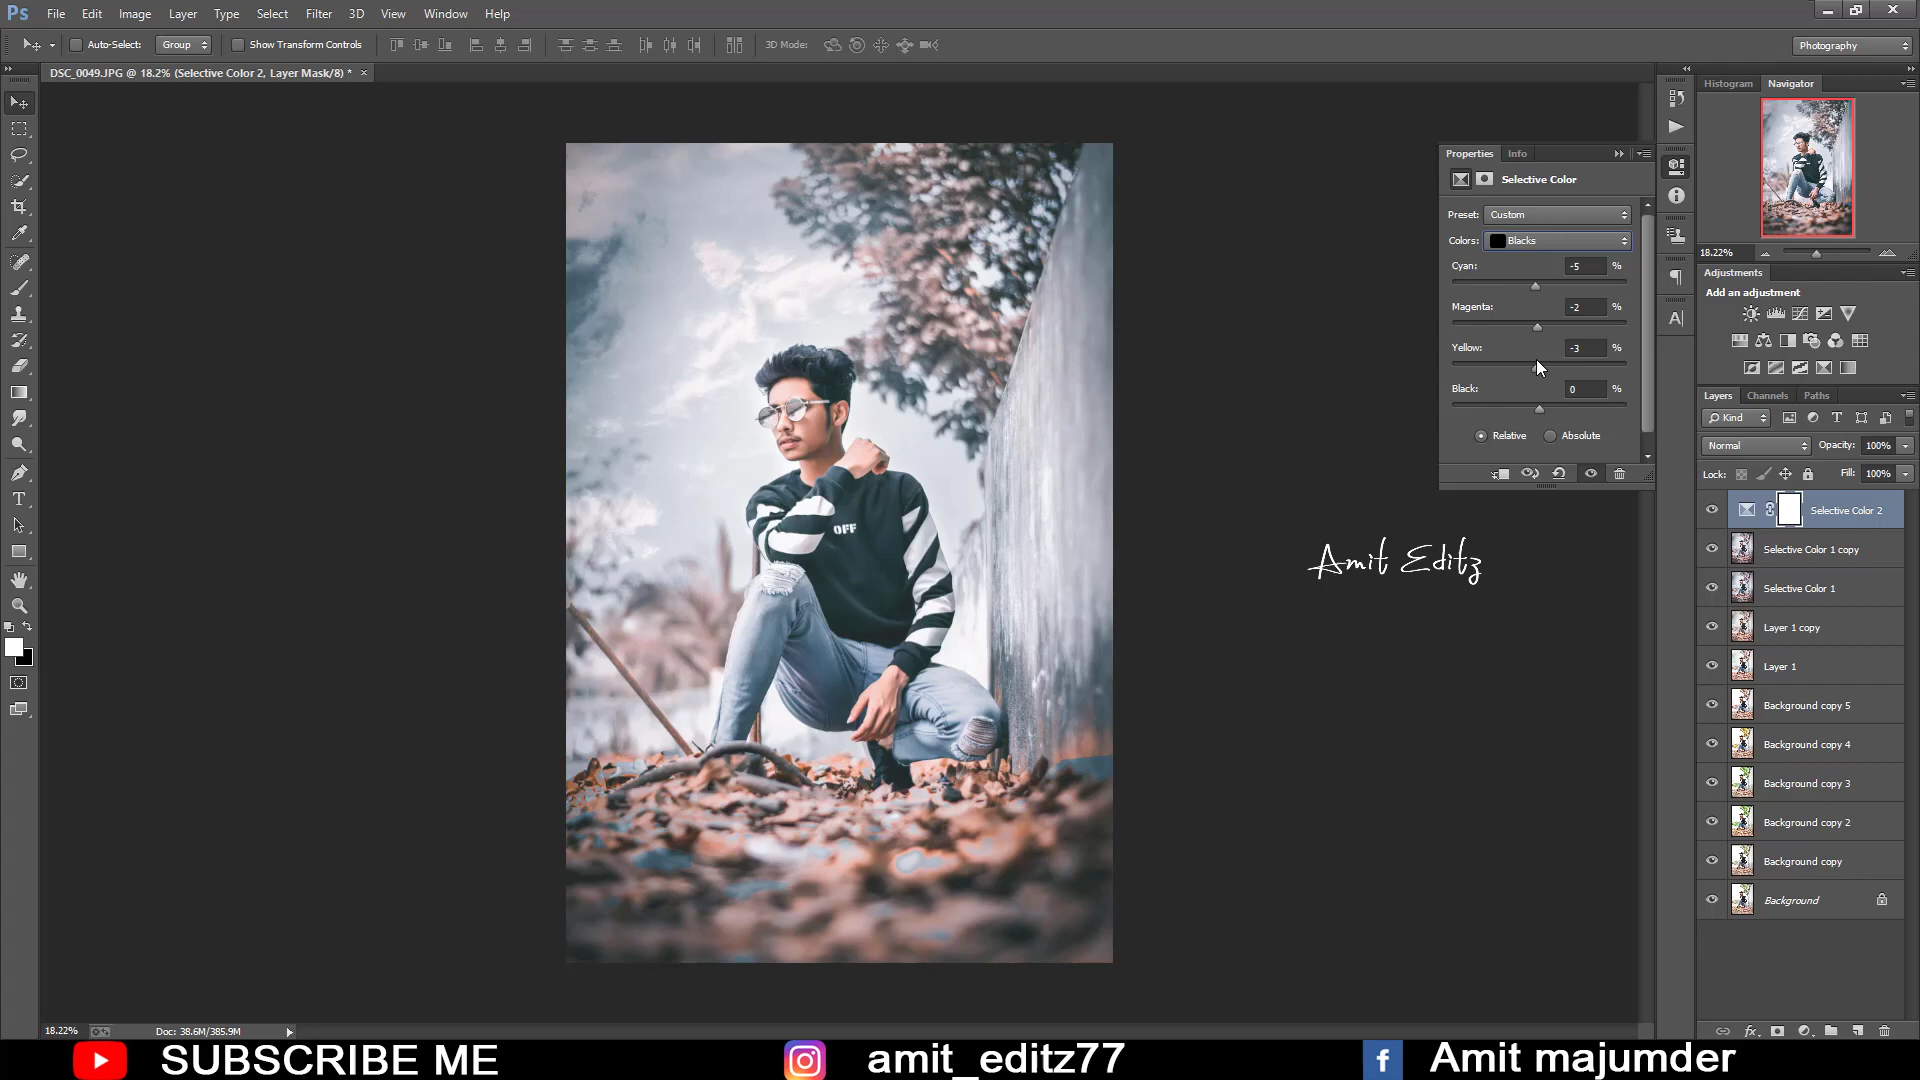 Ps File Edit Image Layer Type Select Filter 3D View Window Help
Auto-Select: Group Show Transform Controls 3D Mode: Photography
DSC_0049.JPG @ 18.2% (Selective Color 2, Layer Mask/8) * ×
Histogram Navigator
18.22%
Properties Info
Selective Color
Preset: Custom
Colors: Blacks
Cyan: -5 %
Magenta: -2 %
Yellow: -3 %
Black: 0 %
Relative Absolute
Adjustments
Add an adjustment
Layers Channels Paths
Kind
Normal Opacity: 100%
Lock: Fill: 100%
Selective Color 2
Selective Color 1 copy
Selective Color 1
Layer 1 copy
Layer 1
Background copy 5
Background copy 4
Background copy 3
Background copy 2
Background copy
Background
OFF
Amit Editz
18.22% Doc: 38.6M/385.9M
SUBSCRIBE ME amit_editz77 Amit majumder